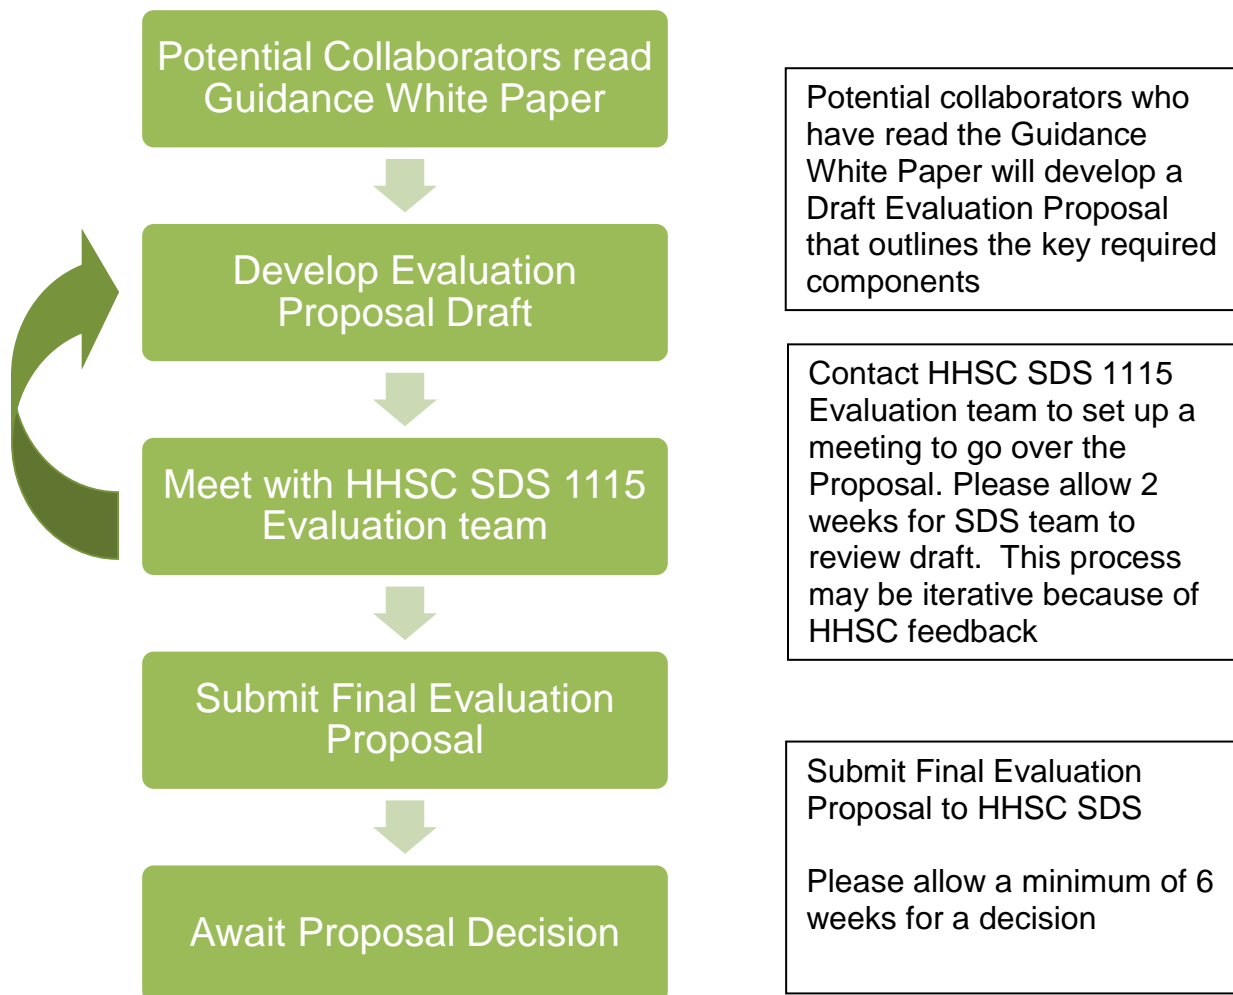 Potential Collaborators read
Guidance White Paper
Develop Evaluation
Proposal Draft
Meet with HHSC SDS 1115
Evaluation team
Submit Final Evaluation
Proposal
Await Proposal Decision
Potential collaborators who
have read the Guidance
White Paper will develop a
Draft Evaluation Proposal
that outlines the key required
components
Contact HHSC SDS 1115
Evaluation team to set up a
meeting to go over the
Proposal. Please allow 2
weeks for SDS team to
review draft.  This process
may be iterative because of
HHSC feedback
Submit Final Evaluation
Proposal to HHSC SDS
Please allow a minimum of 6
weeks for a decision